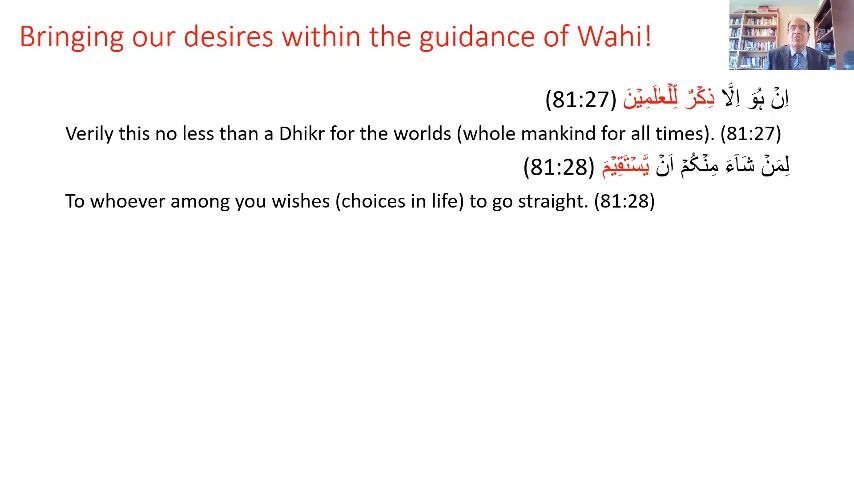 Bringing our desires within the guidance of Wahi!
اِنۡ ہُوَ اِلَّا ذِکۡرٌ لِّلۡعٰلَمِیۡنَ (81:27)
Verily this no less than a Dhikr for the worlds (whole mankind for all times). (81:27)
لِمَنۡ شَآءَ مِنۡکُمۡ اَنۡ یَّسۡتَقِیۡمَ (81:28)
To whoever among you wishes (choices in life) to go straight. (81:28)